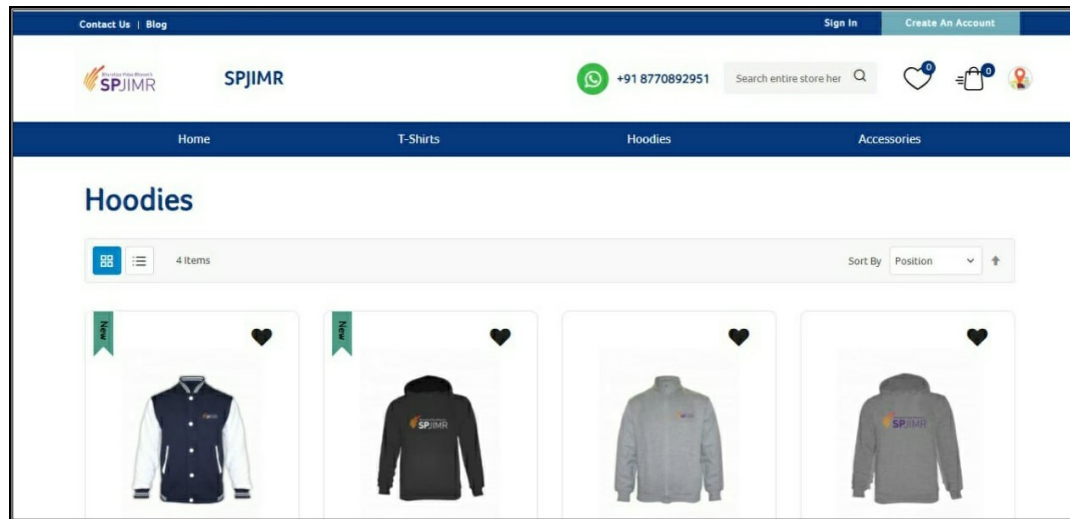 Contact Us | Blog
Sign In
Create An Account
SPJIMR
SPJIMR
+91 8770892951
Search entire store her
0
0
Home
T-Shirts
Hoodies
Accessories
Hoodies
4 Items
Sort By
Position
New
New
SPJIMR
SPJIMR